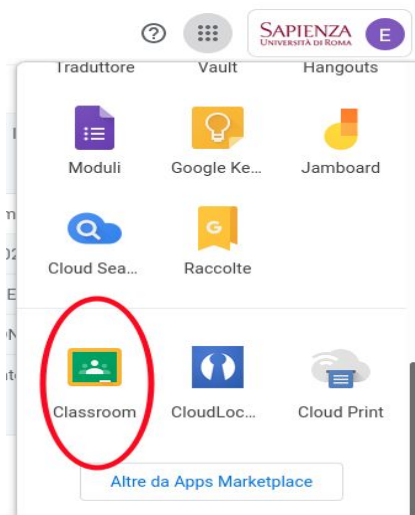 SAPIENZA
UNIVERSITÀ DI ROMA
E
Traduttore Vault Hangouts
Moduli Google Ke... Jamboard
G
Cloud Sea... Raccolte
Classroom CloudLoc... Cloud Print
Altre da Apps Marketplace